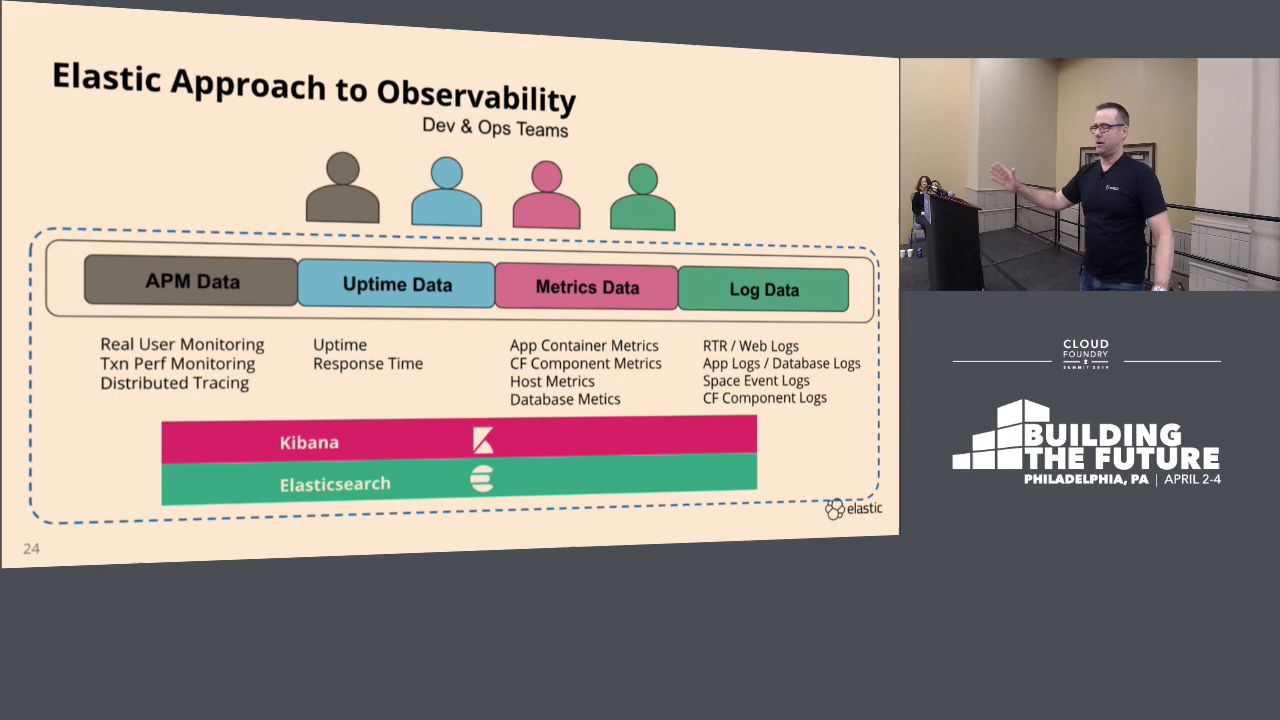 Elastic Approach to Observability
Dev & Ops Teams
APM Data
Uptime Data
Metrics Data
Log Data
Real User Monitoring
Txn Perf Monitoring
Distributed Tracing
Uptime
Response Time
App Container Metrics
CF Component Metrics
Host Metrics
Database Metics
RTR / Web Logs
App Logs / Database Logs
Space Event Logs
CF Component Logs
Kibana
Elasticsearch
elastic
24
CLOUD
FOUNDRY
SUMMIT 2019
BUILDING
THE FUTURE
PHILADELPHIA, PA | APRIL 2-4